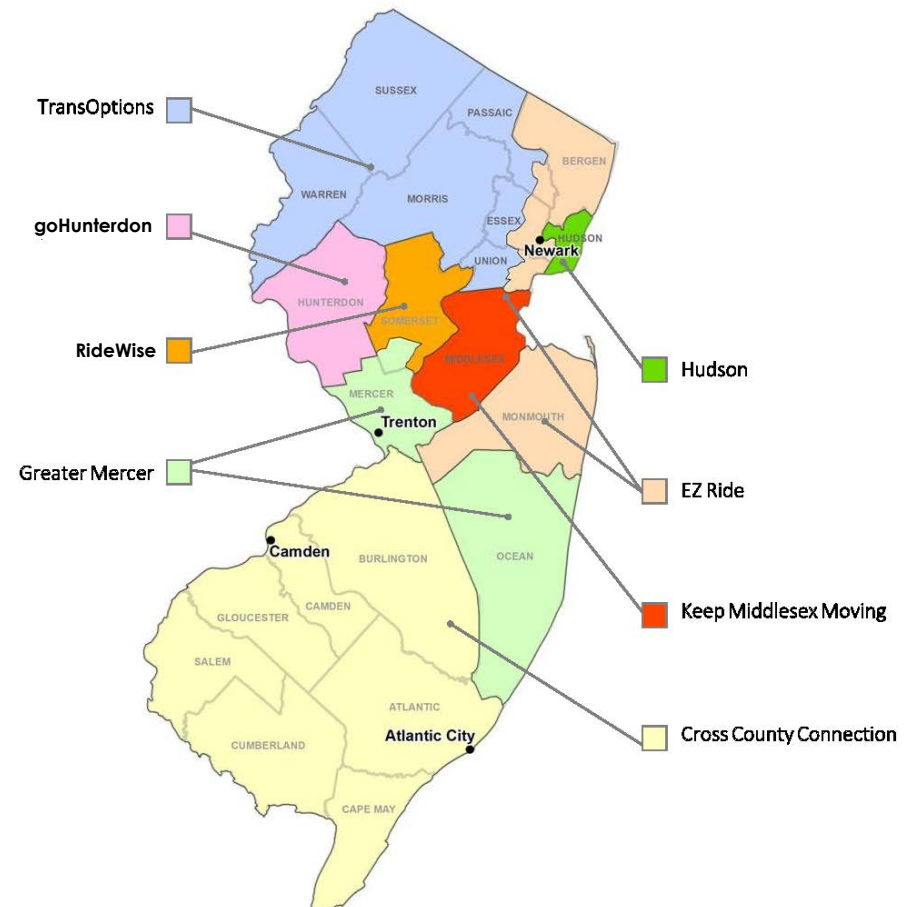 SUSSEX
TransOptions
PASSAIC
BERGEN
WARREN
MORRIS
ESSEX
goHunterdon
HUDSON
Newark
UNION
HUNTERDON
SOMERSET
RideWise
MIDDLESEX
Hudson
MERCER
MONMOUTH
Trenton
Greater Mercer
EZ Ride
Camden
OCEAN
BURLINGTON
CAMDEN
GLOUCESTER
Keep Middlesex Moving
SALEM
ATLANTIC
Atlantic City
Cross County Connection
CUMBERLAND
CAPE MAY